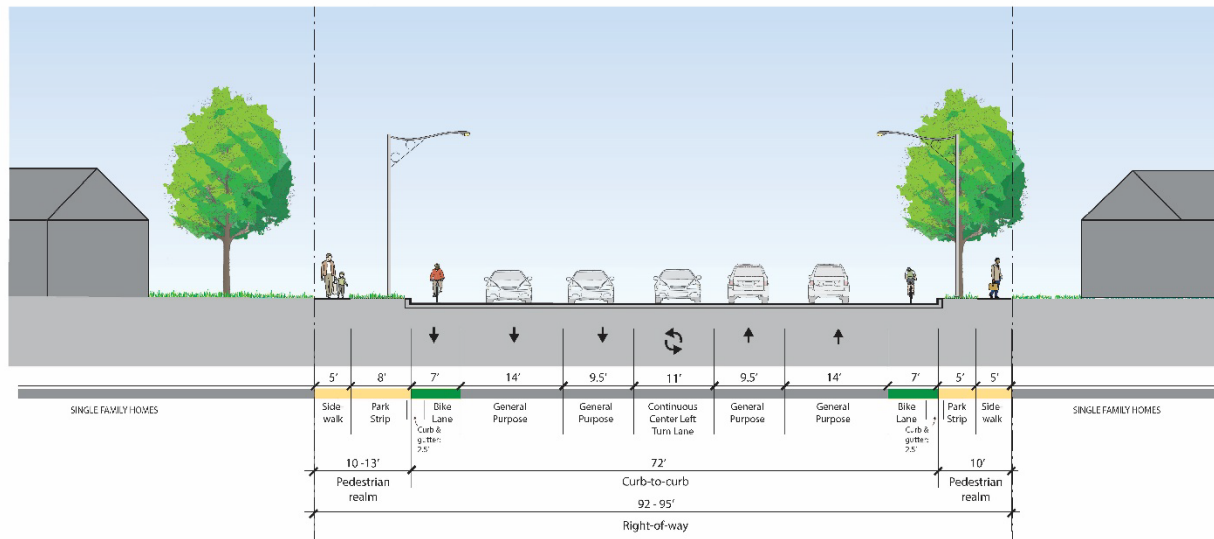 5' 8' 7' 14' 9.5' 11' 9.5' 14' 7' 5' 5'
SINGLE FAMILY HOMES
Side
walk
Park
Strip
Bike
Lane
Curb &
gutter:
2.5'
General
Purpose
General
Purpose
Continuous
Center Left
Turn Lane
General
Purpose
General
Purpose
Bike
Lane
Curb &
gutter:
2.5'
Park
Strip
Side
walk
SINGLE FAMILY HOMES
10 -13' 72' 10'
Pedestrian
realm
Curb-to-curb
Pedestrian
realm
92 - 95'
Right-of-way